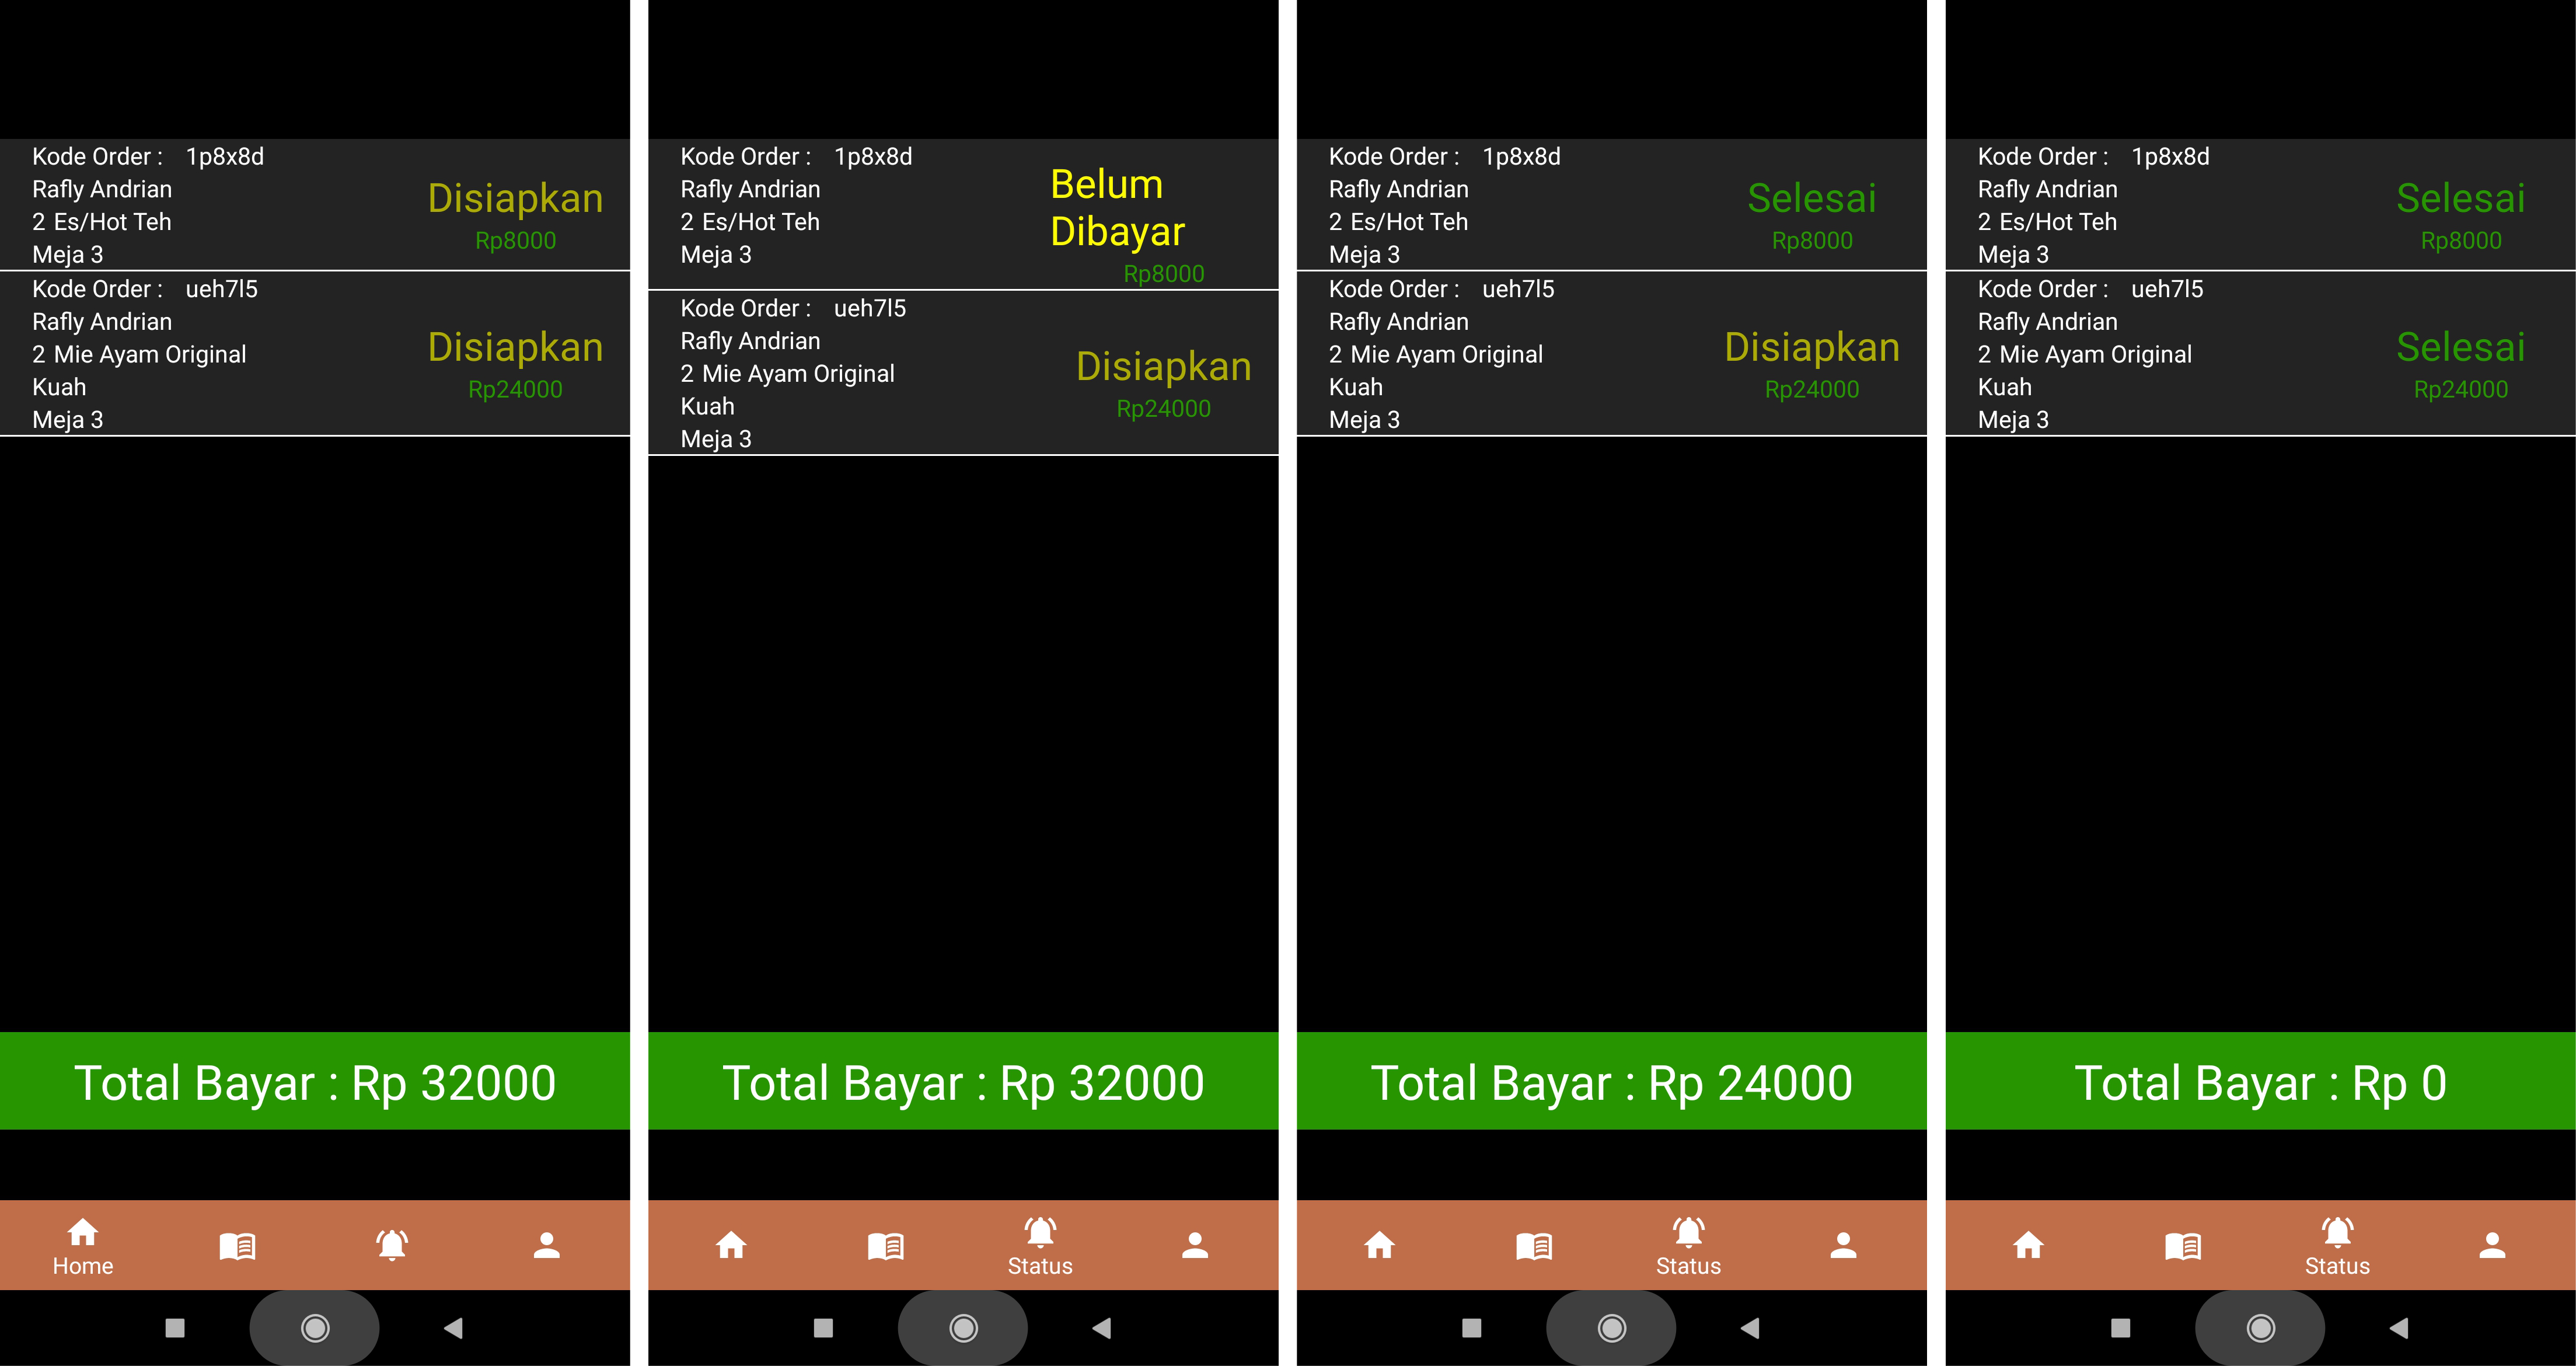 Kode Order : 1p8x8d
Rafly Andrian
2 Es/Hot Teh
Meja 3
Disiapkan
Rp8000
Kode Order : ueh7l5
Rafly Andrian
2 Mie Ayam Original
Kuah
Meja 3
Disiapkan
Rp24000
Total Bayar : Rp 32000
Home
Kode Order : 1p8x8d
Rafly Andrian
2 Es/Hot Teh
Meja 3
Belum
Dibayar
Rp8000
Kode Order : ueh7l5
Rafly Andrian
2 Mie Ayam Original
Kuah
Meja 3
Disiapkan
Rp24000
Total Bayar : Rp 32000
Status
Kode Order : 1p8x8d
Rafly Andrian
2 Es/Hot Teh
Meja 3
Selesai
Rp8000
Kode Order : ueh7l5
Rafly Andrian
2 Mie Ayam Original
Kuah
Meja 3
Disiapkan
Rp24000
Total Bayar : Rp 24000
Status
Kode Order : 1p8x8d
Rafly Andrian
2 Es/Hot Teh
Meja 3
Selesai
Rp8000
Kode Order : ueh7l5
Rafly Andrian
2 Mie Ayam Original
Kuah
Meja 3
Selesai
Rp24000
Total Bayar : Rp 0
Status